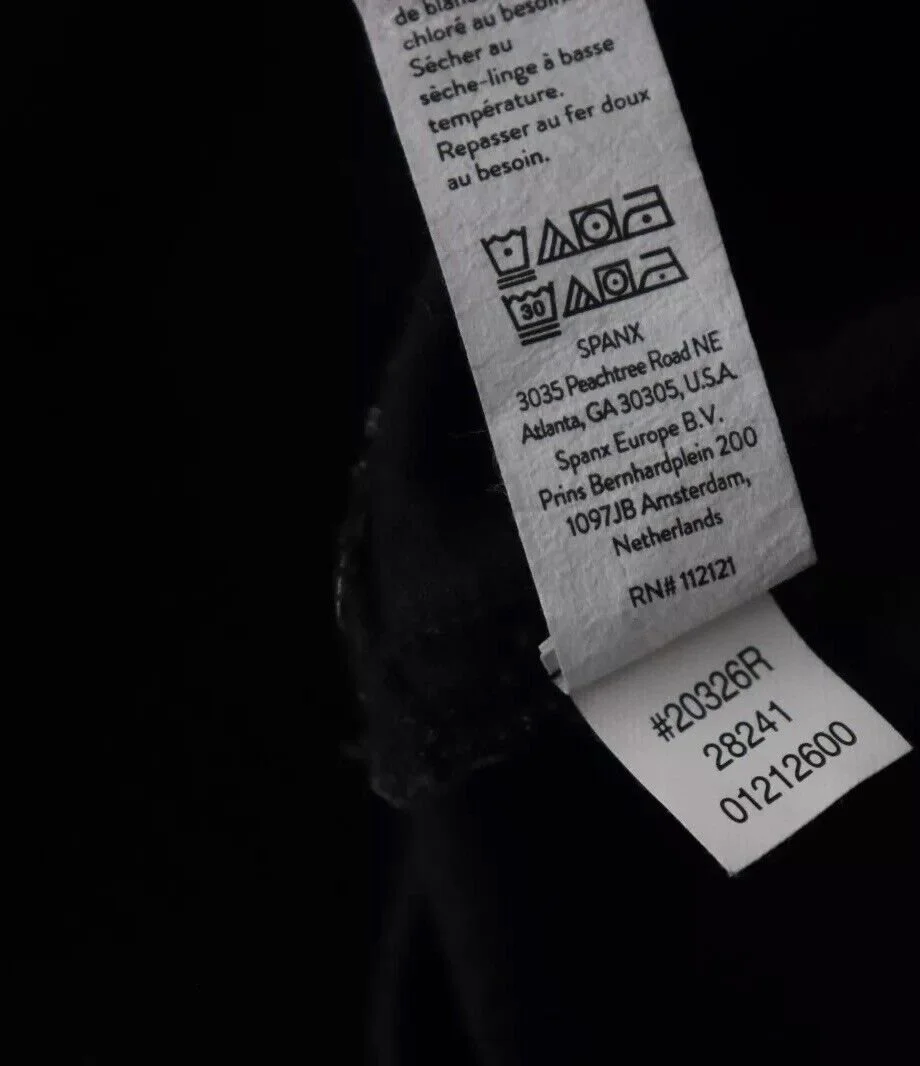 de
chloré au besoin.
Sécher au
sèche-linge à basse
température.
Repasser au fer doux
au besoin.
30
SPANX
3035 Peachtree Road NE
Atlanta, GA 30305, U.S.A.
Spanx Europe B.V.
Prins Bernhardplein 200
1097JB Amsterdam,
Netherlands
RN# 112121
#20326R
28241
01212600